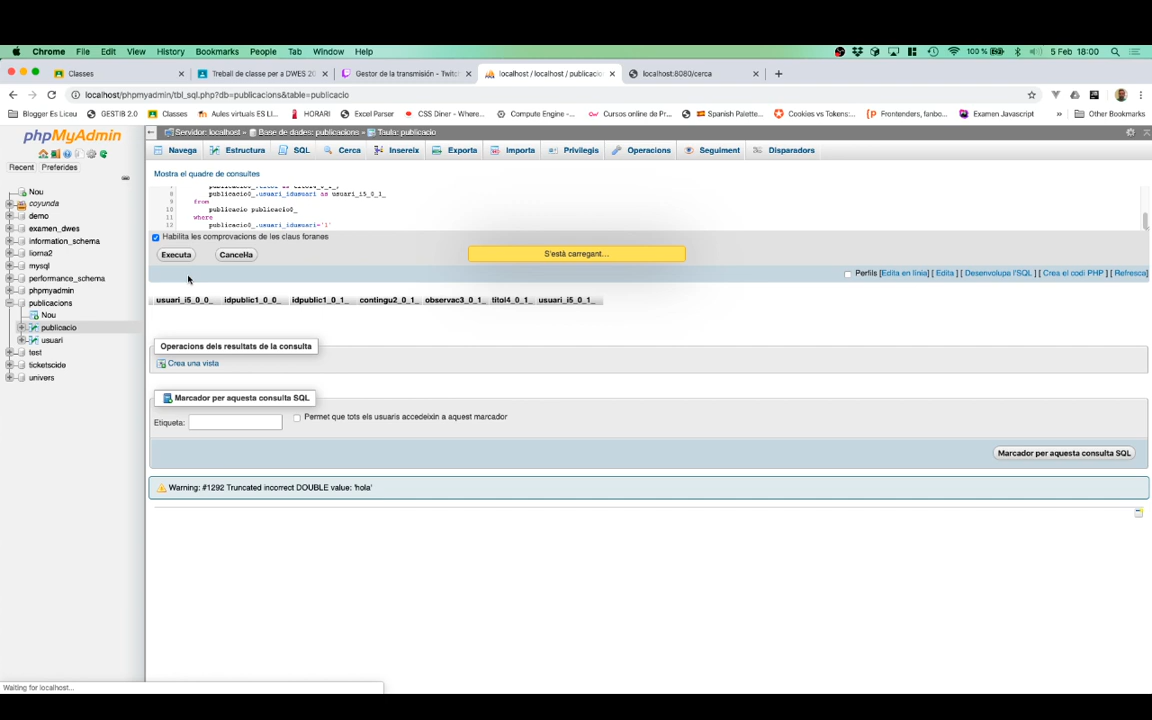 Chrome File Edit View History Bookmarks People Tab Window Help 100 % 5 Feb 18:00
Classes Treball de classe per a DWES 20 Gestor de la transmisión - Twitc localhost / localhost / publicacio localhost:8080/cerca
localhost/phpmyadmin/tbl_sql.php?db=publicacions&table=publicacio
Blogger Es Lleu GESTIB 2.0 Classes Aules virtuals ES LI... HORARI Excel Parser CSS Diner - Where... Compute Engine -... Cursos online de Pr... Spanish Palette... Cookies vs Tokens:... Frontenders, fanbo... Examen Javascript » Other Bookmarks
phpMyAdmin
Recent Preferides
Nou
coyunda
demo
examen_dwes
information_schema
liorna2
mysql
performance_schema
phpmyadmin
publicacions
Nou
publicacio
usuari
test
ticketscide
univers
Servidor: localhost » Base de dades: publicacions » Taula: publicacio
Navega Estructura SQL Cerca Insereix Exporta Importa Privilegis Operacions Seguiment Disparadors
Mostra el quadre de consultes
8 publicacio0_.usuari_idusuari as usuari_i5_0_1_
9 from
10 publicacio publicacio0_
11 where
12 publicacio0_.usuari_idusuari='1'
Habilita les comprovacions de les claus foranes
Executa Cancel·la
S'està carregant...
Perfils [Edita en línia] [ Edita ] [ Desenvolupa l'SQL ] [ Crea el codi PHP ] [ Refresca]
usuari_i5_0_0_ idpublic1_0_0_ idpublic1_0_1_ contingu2_0_1_ observac3_0_1_ titol4_0_1_ usuari_i5_0_1_
Operacions dels resultats de la consulta
Crea una vista
Marcador per aquesta consulta SQL
Etiqueta: Permet que tots els usuaris accedeixin a aquest marcador
Marcador per aquesta consulta SQL
Warning: #1292 Truncated incorrect DOUBLE value: 'hola'
Waiting for localhost...